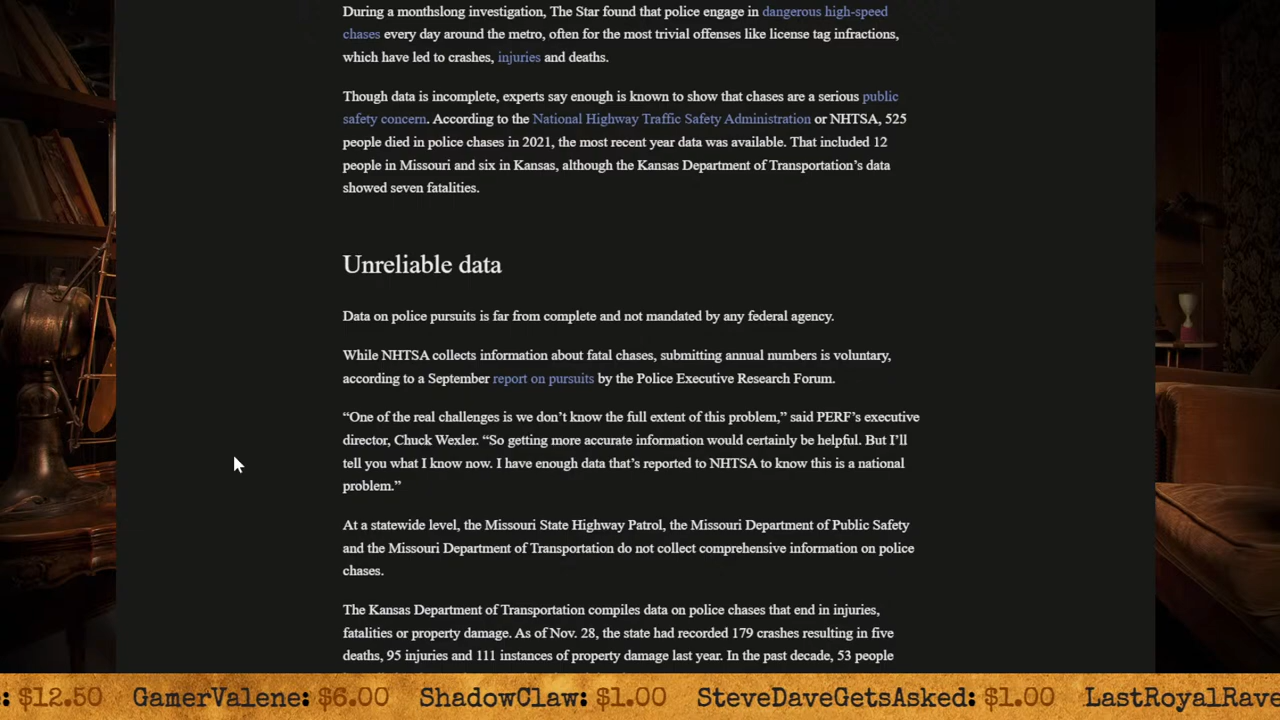 During a monthslong investigation, The Star found that police engage in dangerous high-speed
chases every day around the metro, often for the most trivial offenses like license tag infractions,
which have led to crashes, injuries and deaths.
Though data is incomplete, experts say enough is known to show that chases are a serious public
safety concern. According to the National Highway Traffic Safety Administration or NHTSA, 525
people died in police chases in 2021, the most recent year data was available. That included 12
people in Missouri and six in Kansas, although the Kansas Department of Transportation’s data
showed seven fatalities.
Unreliable data
Data on police pursuits is far from complete and not mandated by any federal agency.
While NHTSA collects information about fatal chases, submitting annual numbers is voluntary,
according to a September report on pursuits by the Police Executive Research Forum.
“One of the real challenges is we don’t know the full extent of this problem,” said PERF’s executive
director, Chuck Wexler. “So getting more accurate information would certainly be helpful. But I’ll
tell you what I know now. I have enough data that’s reported to NHTSA to know this is a national
problem.”
At a statewide level, the Missouri State Highway Patrol, the Missouri Department of Public Safety
and the Missouri Department of Transportation do not collect comprehensive information on police
chases.
The Kansas Department of Transportation compiles data on police chases that end in injuries,
fatalities or property damage. As of Nov. 28, the state had recorded 179 crashes resulting in five
deaths, 95 injuries and 111 instances of property damage last year. In the past decade, 53 people
: $12.50 GamerValene: $6.00 ShadowClaw: $1.00 SteveDaveGetsAsked: $1.00 LastRoyalRave